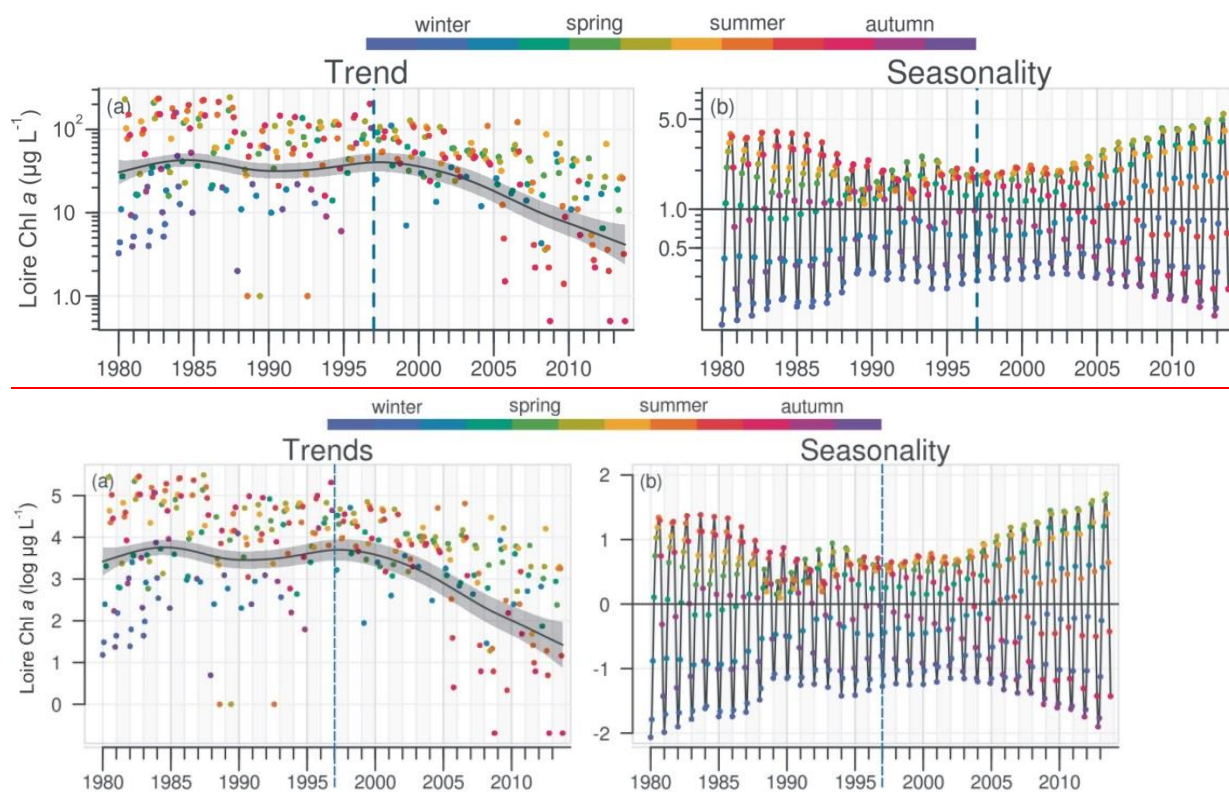 winter spring summer autumn
Trend Seasonality
(a) (b)
Loire Chl a (µg L⁻¹)
10² 10 1.0
5.0 1.0 0.5
1980 1985 1990 1995 2000 2005 2010
1980 1985 1990 1995 2000 2005 2010
winter spring summer autumn
Trends Seasonality
(a) (b)
Loire Chl a (log µg L⁻¹)
5 4 3 2 1 0
2 1 0 -1 -2
1980 1985 1990 1995 2000 2005 2010
1980 1985 1990 1995 2000 2005 2010